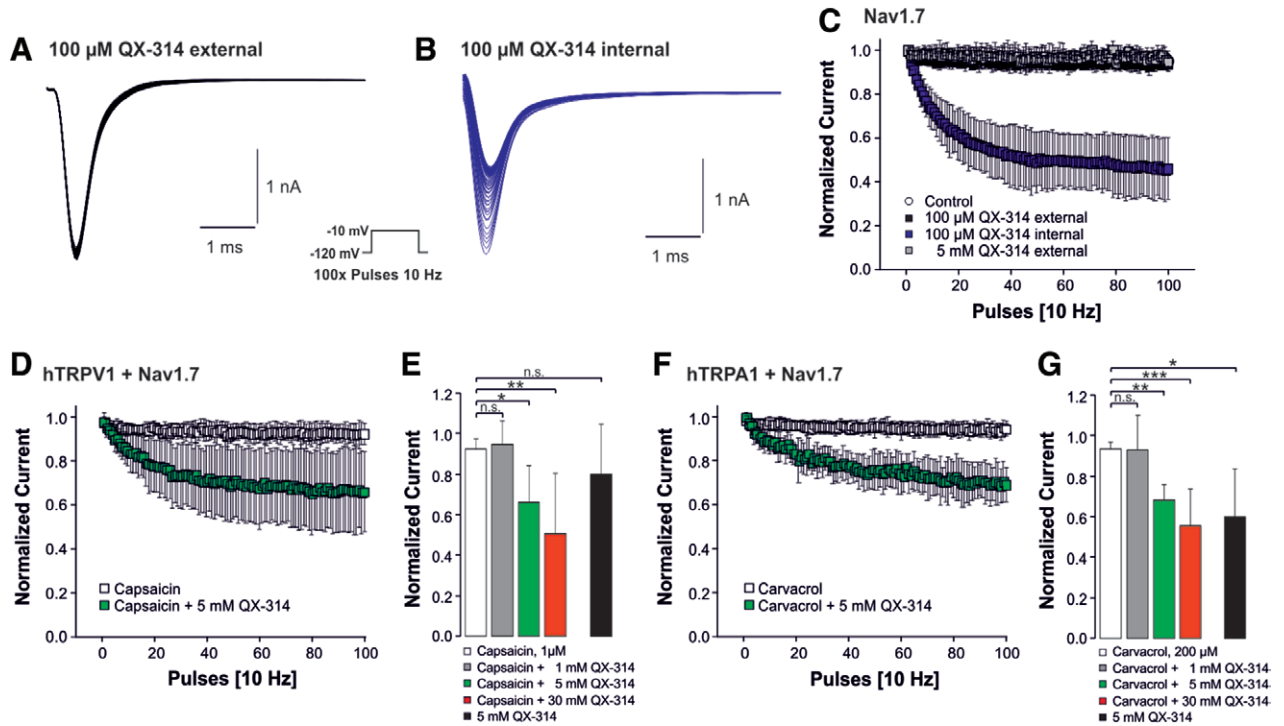 A 100 µM QX-314 external
1 nA
1 ms
-10 mV
-120 mV
100x Pulses 10 Hz
B 100 µM QX-314 internal
1 nA
1 ms
C Nav1.7
Normalized Current
1.0
0.8
0.6
0.4
0.2
0.0
Control
100 µM QX-314 external
100 µM QX-314 internal
5 mM QX-314 external
0 20 40 60 80 100
Pulses [10 Hz]
D hTRPV1 + Nav1.7
Normalized Current
1.0
0.8
0.6
0.4
0.2
0.0
Capsaicin
Capsaicin + 5 mM QX-314
0 20 40 60 80 100
Pulses [10 Hz]
E
n.s.
**
*
n.s.
Normalized Current
1.2
1.0
0.8
0.6
0.4
0.2
0.0
Capsaicin, 1µM
Capsaicin + 1 mM QX-314
Capsaicin + 5 mM QX-314
Capsaicin + 30 mM QX-314
5 mM QX-314
F hTRPA1 + Nav1.7
Normalized Current
1.0
0.8
0.6
0.4
0.2
0.0
Carvacrol
Carvacrol + 5 mM QX-314
0 20 40 60 80 100
Pulses [10 Hz]
G
*
***
**
n.s.
Normalized Current
1.2
1.0
0.8
0.6
0.4
0.2
0.0
Carvacrol, 200 µM
Carvacrol + 1 mM QX-314
Carvacrol + 5 mM QX-314
Carvacrol + 30 mM QX-314
5 mM QX-314